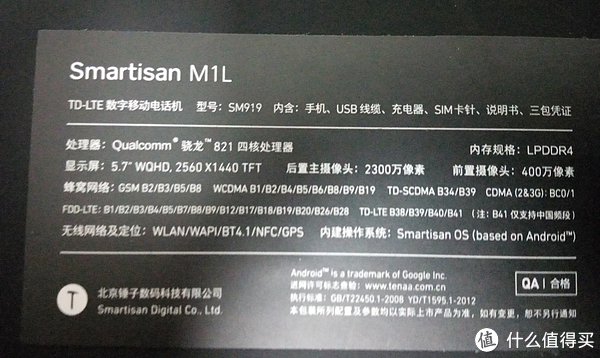 Smartisan M1L
TD-LTE 数字移动电话机 型号：SM919 内含：手机、USB 线缆、充电器、SIM 卡针、说明书、三包凭证
处理器：Qualcomm® 骁龙™ 821 四核处理器 内存规格：LPDDR4
显示屏：5.7" WQHD, 2560 X1440 TFT 后置主摄像头：2300万像素 前置摄像头：400万像素
蜂窝网络：GSM B2/B3/B5/B8 WCDMA B1/B2/B4/B5/B6/B8/B9/B19 TD-SCDMA B34/B39 CDMA (2&3G): BC0/1
FDD-LTE: B1/B2/B3/B4/B5/B7/B8/B9/B12/B17/B18/B19/B20/B26/B28 TD-LTE B38/B39/B40/B41 （注：B41 仅支持中国频段）
无线网络及定位：WLAN/WAPI/BT4.1/NFC/GPS 内建操作系统：Smartisan OS (based on Android™)
T
北京锤子数码科技有限公司
Smartisan Digital Co., Ltd.
Android™ is a trademark of Google Inc.
进网许可标志查验：www.tenaa.com.cn
执行标准：GB/T22450.1-2008 YD/T1595.1-2012
本包装所列配置及参数均以实际上市产品为准，如有变更，恕不另行通知
QA | 合格
值 什么值得买